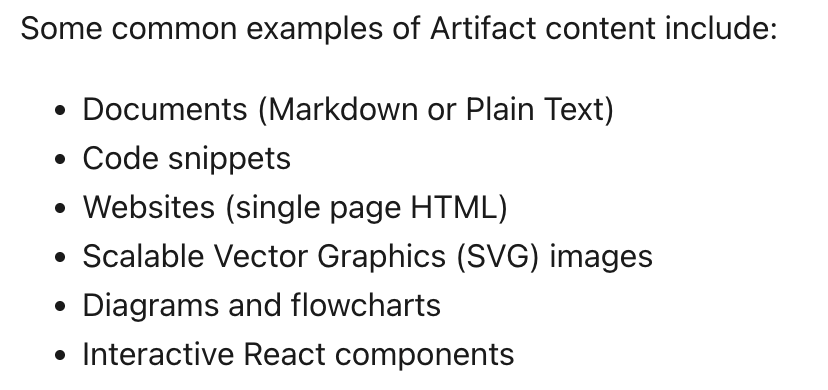 Some common examples of Artifact content include:
• Documents (Markdown or Plain Text)
• Code snippets
• Websites (single page HTML)
• Scalable Vector Graphics (SVG) images
• Diagrams and flowcharts
• Interactive React components